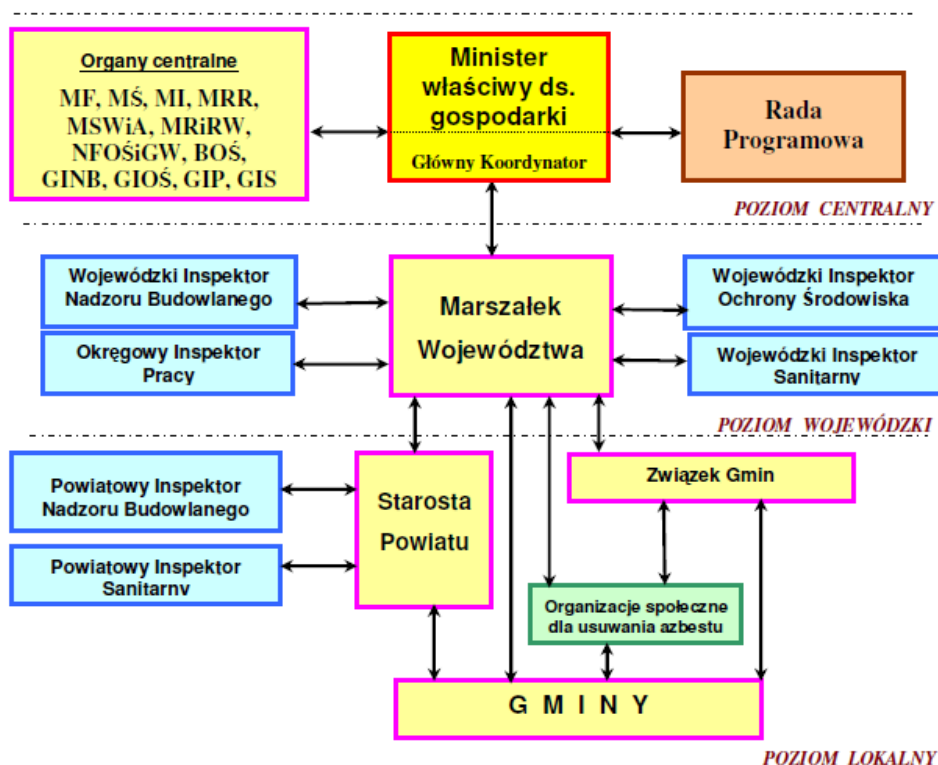 Organy centralne
MF, MŚ, MI, MRR,
MSWiA, MRiRW,
NFOŚiGW, BOŚ,
GINB, GIOŚ, GIP, GIS
Minister
właściwy ds.
gospodarki
Główny Koordynator
Rada
Programowa
POZIOM CENTRALNY
Wojewódzki Inspektor
Nadzoru Budowlanego
Okręgowy Inspektor
Pracy
Marszałek
Województwa
Wojewódzki Inspektor
Ochrony Środowiska
Wojewódzki Inspektor
Sanitarny
POZIOM WOJEWÓDZKI
Powiatowy Inspektor
Nadzoru Budowlanego
Powiatowy Inspektor
Sanitarny
Starosta
Powiatu
Związek Gmin
Organizacje społeczne
dla usuwania azbestu
G M I N Y
POZIOM LOKALNY